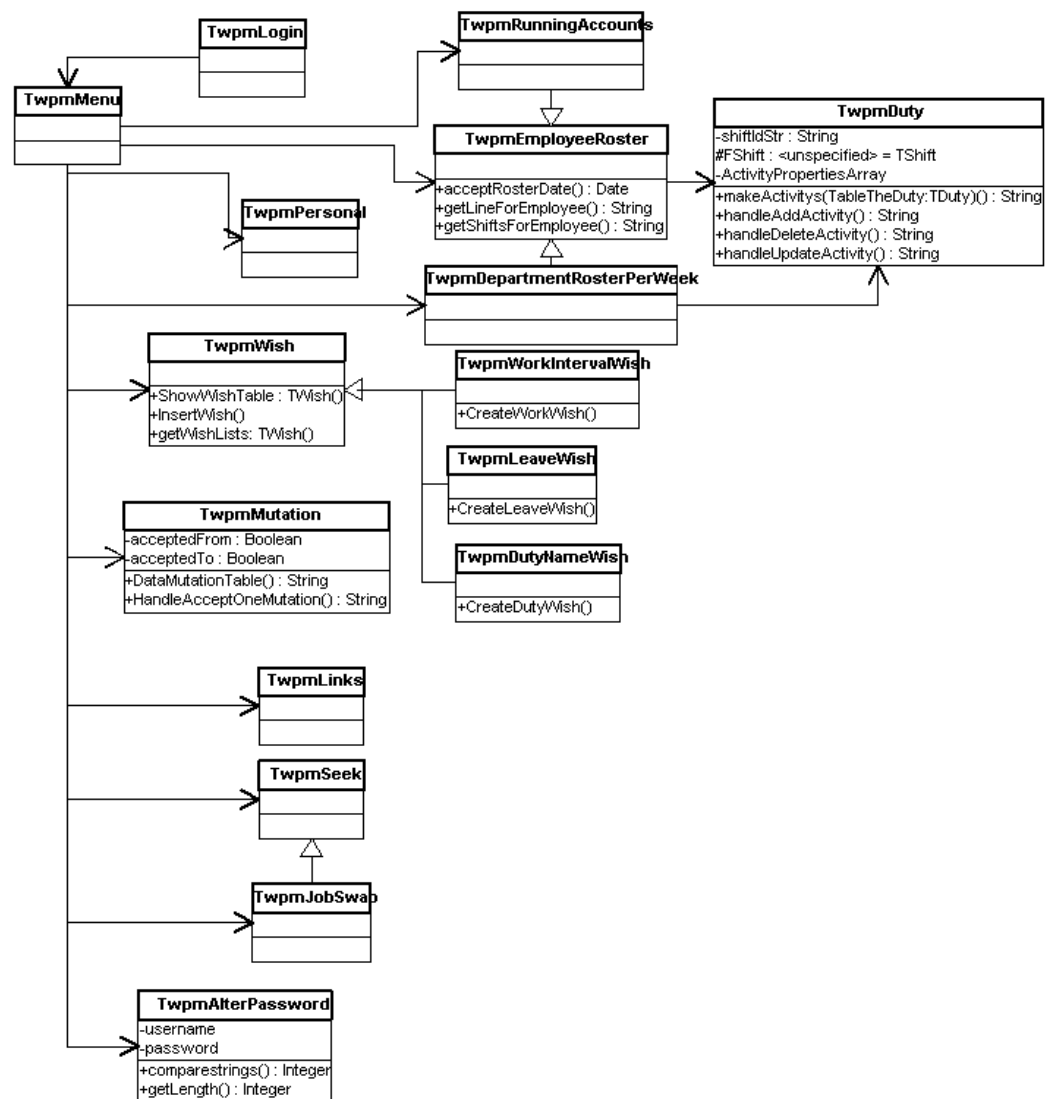 TwpmLogin
TwpmRunningAccounts
TwpmMenu
TwpmEmployeeRoster
+acceptRosterDate() : Date
+getLineForEmployee() : String
+getShiftsForEmployee() : String
TwpmDuty
-shiftIdStr : String
#FShift : <unspecified> = TShift
-ActivityPropertiesArray
+makeActivitys(TableTheDuty:TDuty)() : String
+handleAddActivity() : String
+handleDeleteActivity() : String
+handleUpdateActivity() : String
TwpmPersonal
TwpmDepartmentRosterPerWeek
TwpmWish
+ShowWishTable : TWish()
+InsertWish()
+getWishLists: TWish()
TwpmWorkIntervalWish
+CreateWorkWish()
TwpmLeaveWish
+CreateLeaveWish()
TwpmMutation
-acceptedFrom : Boolean
-acceptedTo : Boolean
+DataMutationTable() : String
+HandleAcceptOneMutation() : String
TwpmDutyNameWish
+CreateDutyWish()
TwpmLinks
TwpmSeek
TwpmJobSwap
TwpmAlterPassword
-username
-password
+comparestrings() : Integer
+getLength() : Integer